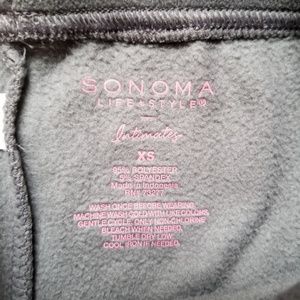 SONOMA
LIFE+STYLE®
Intimates
XS
95% POLYESTER
5% SPANDEX
Made in Indonesia
RN# 73277
WASH ONCE BEFORE WEARING
MACHINE WASH COLD WITH LIKE COLORS
GENTLE CYCLE, ONLY NON-CHLORINE
BLEACH WHEN NEEDED
TUMBLE DRY LOW
COOL IRON IF NEEDED